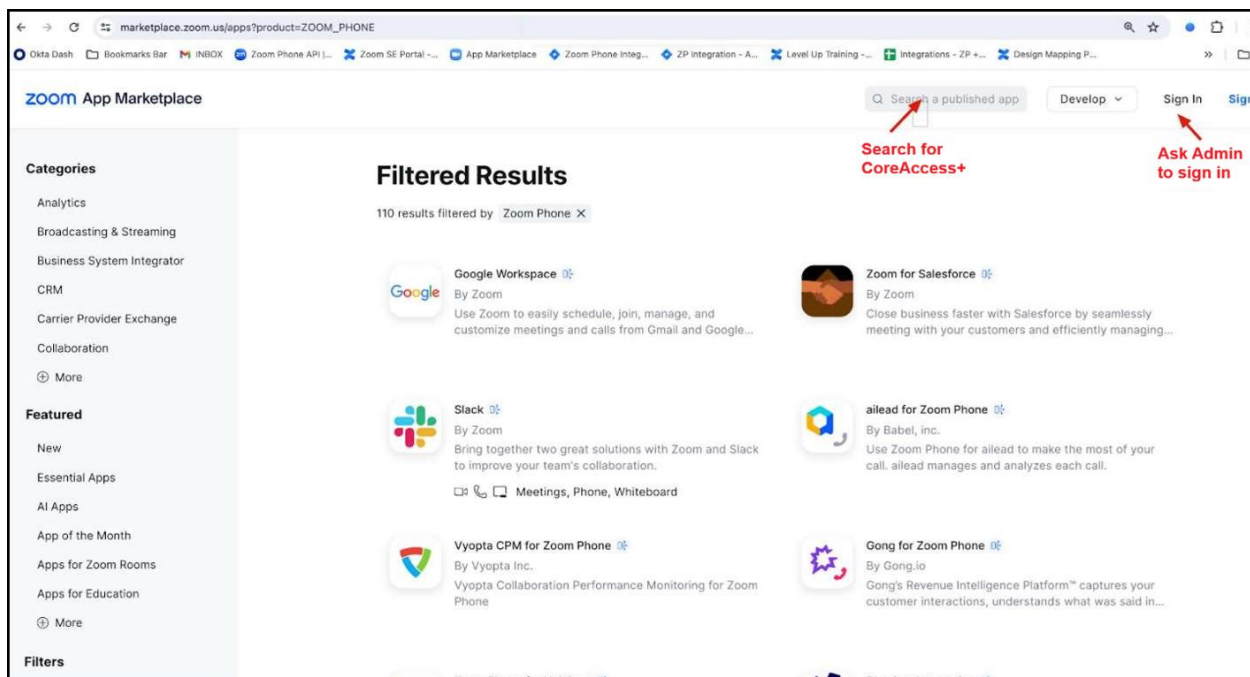 marketplace.zoom.us/apps?product=ZOOM_PHONE
Okta Dash Bookmarks Bar INBOX Zoom Phone API |... Zoom SE Portal -... App Marketplace Zoom Phone Integ... ZP Integration - A... Level Up Training -... Integrations - ZP +... Design Mapping P... »
zoom App Marketplace
Search a published app
Develop
Sign In
Sign
Search for
CoreAccess+
Ask Admin
to sign in
Categories
Analytics
Broadcasting & Streaming
Business System Integrator
CRM
Carrier Provider Exchange
Collaboration
More
Featured
New
Essential Apps
AI Apps
App of the Month
Apps for Zoom Rooms
Apps for Education
More
Filters
Filtered Results
110 results filtered by Zoom Phone X
Google
Google Workspace
By Zoom
Use Zoom to easily schedule, join, manage, and
customize meetings and calls from Gmail and Google...
Zoom for Salesforce
By Zoom
Close business faster with Salesforce by seamlessly
meeting with your customers and efficiently managing...
Slack
By Zoom
Bring together two great solutions with Zoom and Slack
to improve your team's collaboration.
Meetings, Phone, Whiteboard
ailead for Zoom Phone
By Babel, inc.
Use Zoom Phone for ailead to make the most of your
call. ailead manages and analyzes each call.
Vyopta CPM for Zoom Phone
By Vyopta Inc.
Vyopta Collaboration Performance Monitoring for Zoom
Phone
Gong for Zoom Phone
By Gong.io
Gong's Revenue Intelligence Platform™ captures your
customer interactions, understands what was said in...